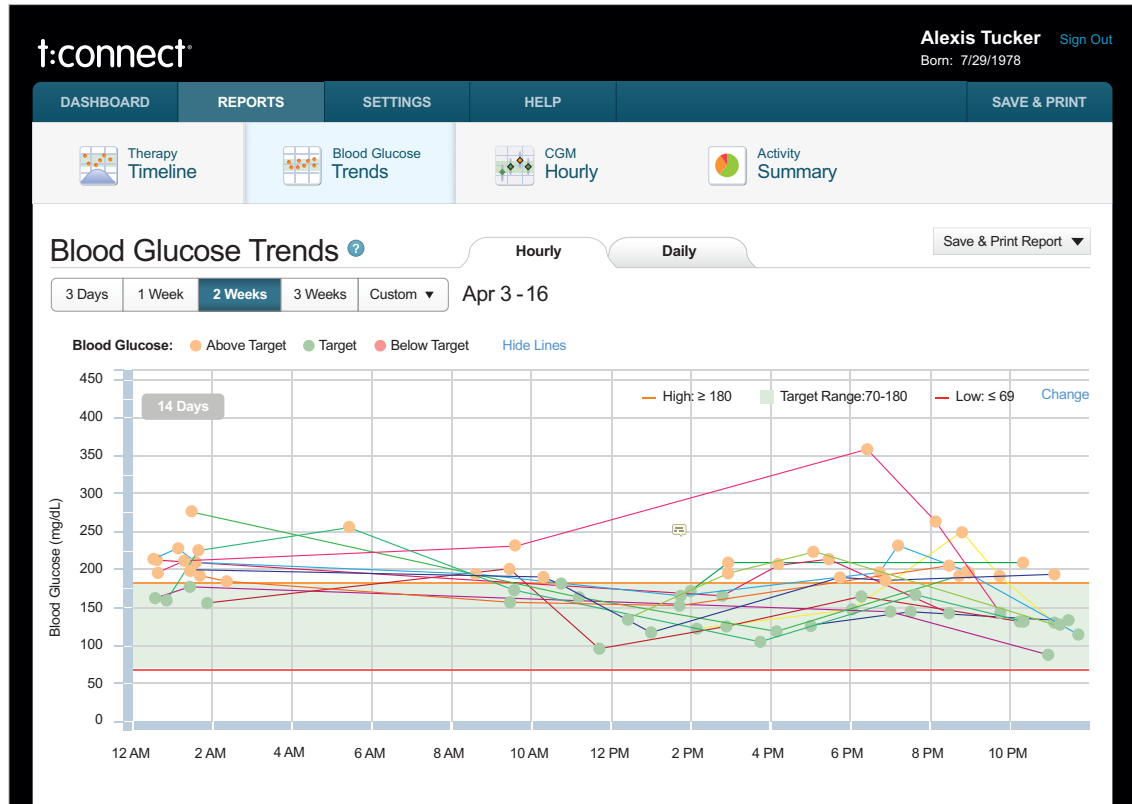 t:connect
Alexis Tucker Sign Out
Born: 7/29/1978
DASHBOARD REPORTS SETTINGS HELP SAVE & PRINT
Therapy
Timeline
Blood Glucose
Trends
CGM
Hourly
Activity
Summary
Blood Glucose Trends ? Hourly Daily Save & Print Report
3 Days 1 Week 2 Weeks 3 Weeks Custom Apr 3 - 16
Blood Glucose: Above Target Target Below Target Hide Lines
14 Days
High: ≥ 180 Target Range:70-180 Low: ≤ 69 Change
Blood Glucose (mg/dL)
450
400
350
300
250
200
150
100
50
0
12 AM 2 AM 4 AM 6 AM 8 AM 10 AM 12 PM 2 PM 4 PM 6 PM 8 PM 10 PM